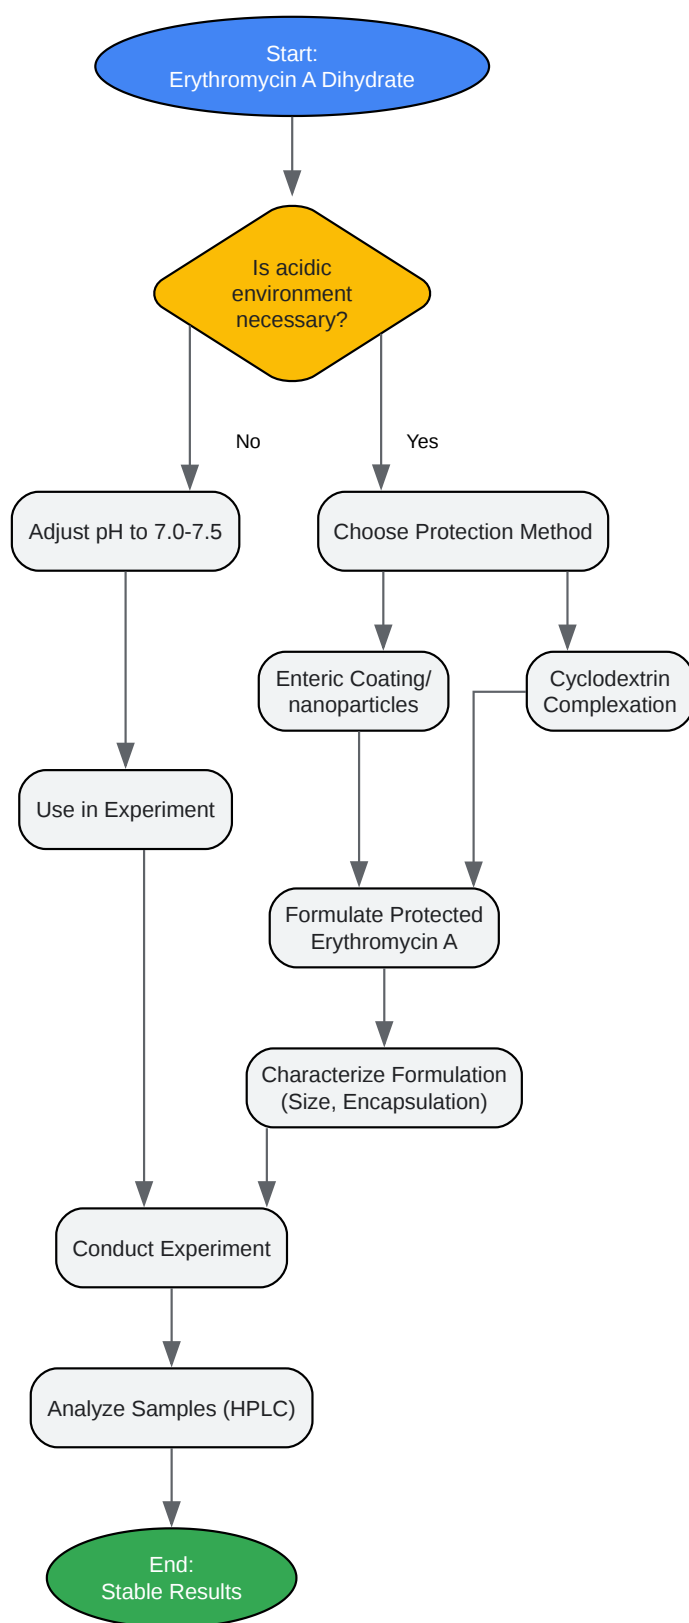 Start:
Erythromycin A Dihydrate
Is acidic
environment
necessary?
No
Yes
Adjust pH to 7.0-7.5
Choose Protection Method
Enteric Coating/
nanoparticles
Cyclodextrin
Complexation
Use in Experiment
Formulate Protected
Erythromycin A
Characterize Formulation
(Size, Encapsulation)
Conduct Experiment
Analyze Samples (HPLC)
End:
Stable Results